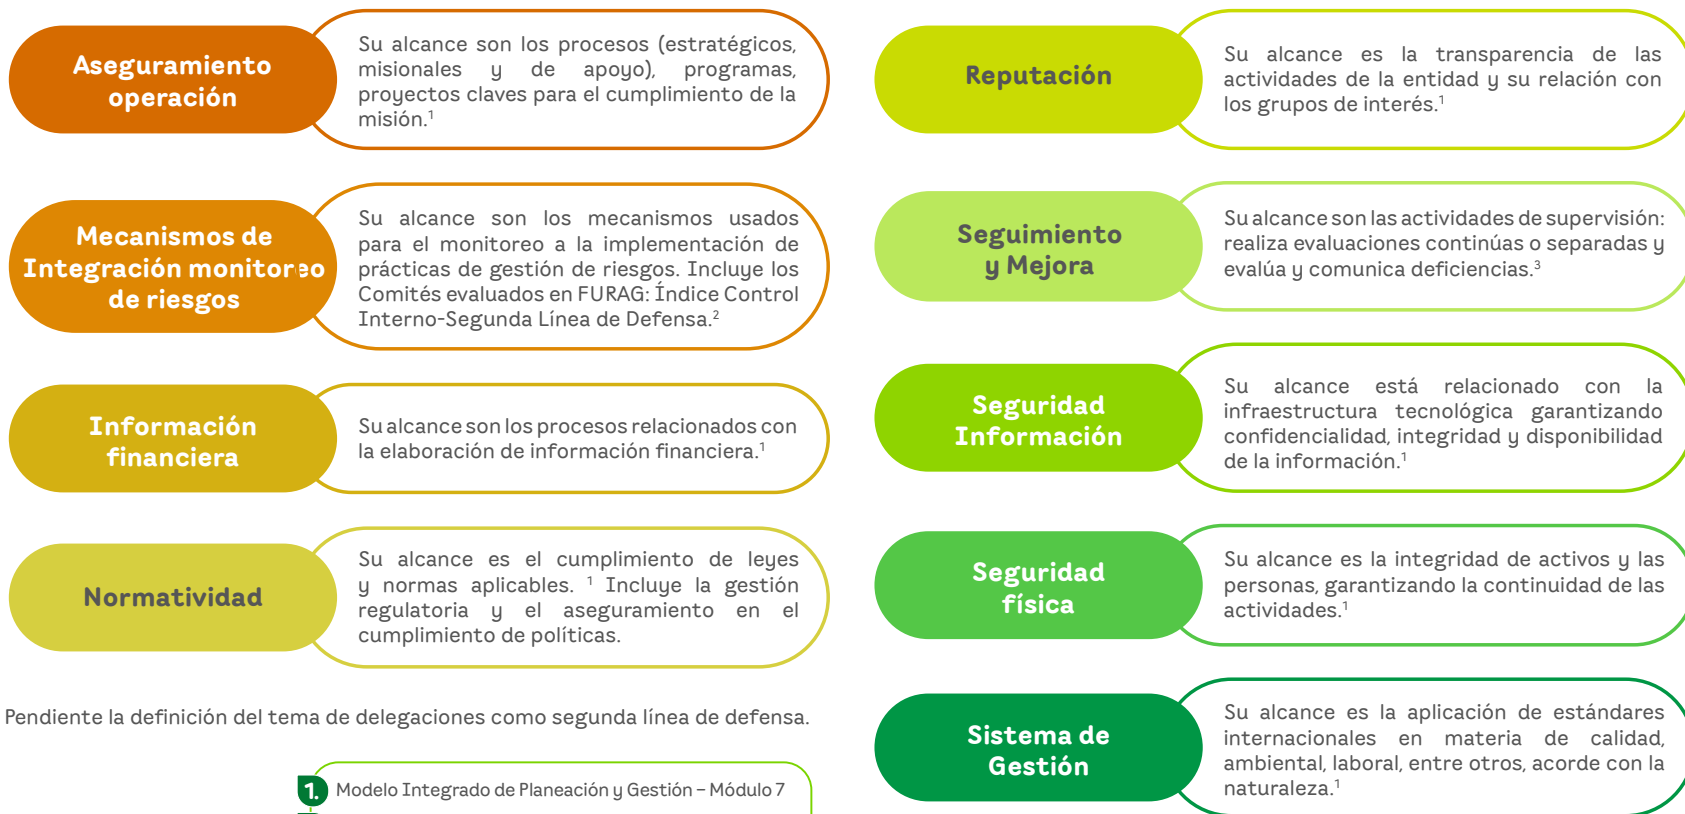 Aseguramiento
operación
Su alcance son los procesos (estratégicos,
misionales y de apoyo), programas,
proyectos claves para el cumplimiento de la
misión.¹
Mecanismos de
Integración monitoreo
de riesgos
Su alcance son los mecanismos usados
para el monitoreo a la implementación de
prácticas de gestión de riesgos. Incluye los
Comités evaluados en FURAG: Índice Control
Interno-Segunda Línea de Defensa.²
Información
financiera
Su alcance son los procesos relacionados con
la elaboración de información financiera.¹
Normatividad
Su alcance es el cumplimiento de leyes
y normas aplicables. ¹ Incluye la gestión
regulatoria y el aseguramiento en el
cumplimiento de políticas.
Pendiente la definición del tema de delegaciones como segunda línea de defensa.
1. Modelo Integrado de Planeación y Gestión – Módulo 7
Reputación
Su alcance es la transparencia de las
actividades de la entidad y su relación con
los grupos de interés.¹
Seguimiento
y Mejora
Su alcance son las actividades de supervisión:
realiza evaluaciones continúas o separadas y
evalúa y comunica deficiencias.³
Seguridad
Información
Su alcance está relacionado con la
infraestructura tecnológica garantizando
confidencialidad, integridad y disponibilidad
de la información.¹
Seguridad
física
Su alcance es la integridad de activos y las
personas, garantizando la continuidad de las
actividades.¹
Sistema de
Gestión
Su alcance es la aplicación de estándares
internacionales en materia de calidad,
ambiental, laboral, entre otros, acorde con la
naturaleza.¹